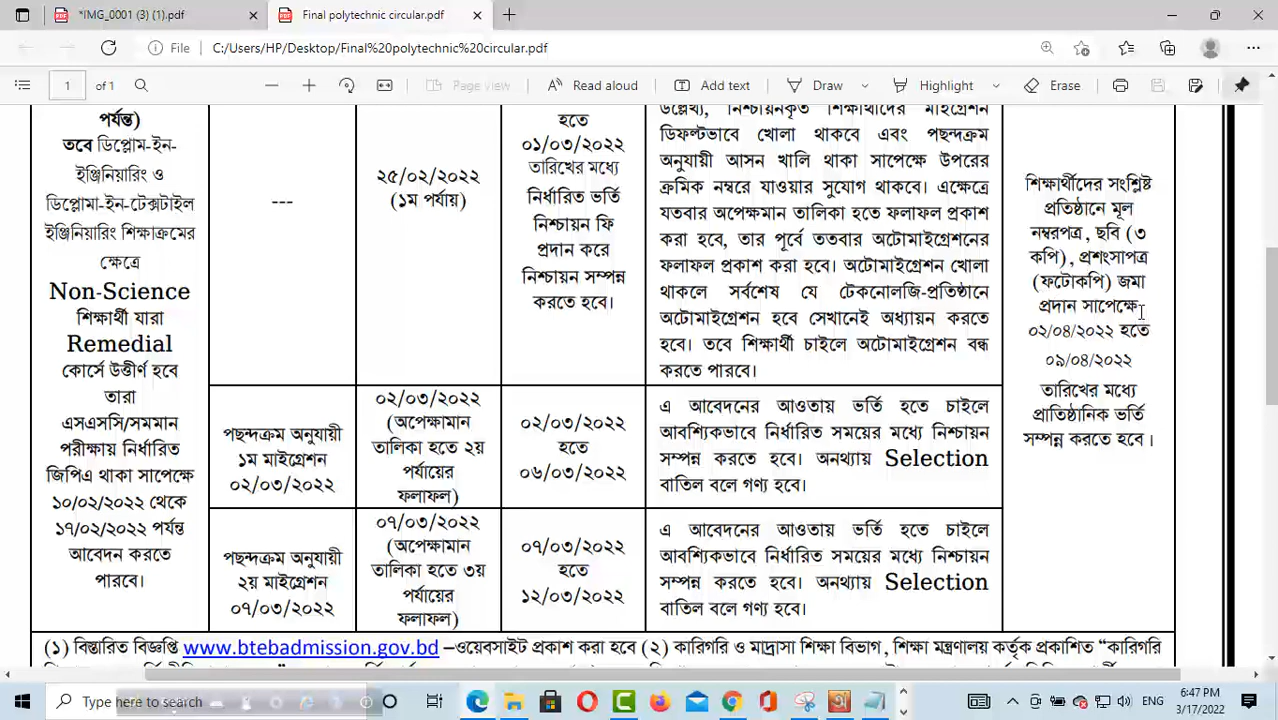 *IMG_0001 (3) (1).pdf
Final polytechnic circular.pdf
File
C:/Users/HP/Desktop/Final%20polytechnic%20circular.pdf
1
of 1
Page view
Read aloud
Add text
Draw
Highlight
Erase
পর্যন্ত)
তবে ডিপ্লোম-ইন-
ইঞ্জিনিয়ারিং ও
ডিপ্লোমা-ইন-টেক্সটাইল
ইঞ্জিনিয়ারিং শিক্ষাক্রমের
ক্ষেত্রে
Non-Science
শিক্ষার্থী যারা
Remedial
কোর্সে উত্তীর্ণ হবে
তারা
এসএসসি/সমমান
পরীক্ষায় নির্ধারিত
জিপিএ থাকা সাপেক্ষে
১০/০২/২০২২ থেকে
১৭/০২/২০২২ পর্যন্ত
আবেদন করতে
পারবে।
---
২৫/০২/২০২২
(১ম পর্যায়)
হতে
০১/০৩/২০২২
তারিখের মধ্যে
নির্ধারিত ভর্তি
নিশ্চায়ন ফি
প্রদান করে
নিশ্চায়ন সম্পন্ন
করতে হবে।
উল্লেখ্য, নিশ্চায়নকৃত শিক্ষার্থীদের মাইগ্রেশন
ডিফল্টভাবে খোলা থাকবে এবং পছন্দক্রম
অনুযায়ী আসন খালি থাকা সাপেক্ষে উপরের
ক্রমিক নম্বরে যাওয়ার সুযোগ থাকবে। এক্ষেত্রে
যতবার অপেক্ষমান তালিকা হতে ফলাফল প্রকাশ
করা হবে, তার পূর্বে ততবার অটোমাইগ্রেশনের
ফলাফল প্রকাশ করা হবে। অটোমাইগ্রেশন খোলা
থাকলে সর্বশেষ যে টেকনোলজি-প্রতিষ্ঠানে
অটোমাইগ্রেশন হবে সেখানেই অধ্যায়ন করতে
হবে। তবে শিক্ষার্থী চাইলে অটোমাইগ্রেশন বন্ধ
করতে পারবে।
শিক্ষার্থীদের সংশ্লিষ্ট
প্রতিষ্ঠানে মূল
নম্বরপত্র, ছবি (৩
কপি), প্রশংসাপত্র
(ফটোকপি) জমা
প্রদান সাপেক্ষে
০২/০৪/২০২২ হতে
০৯/০৪/২০২২
তারিখের মধ্যে
প্রাতিষ্ঠানিক ভর্তি
সম্পন্ন করতে হবে।
পছন্দক্রম অনুযায়ী
১ম মাইগ্রেশন
০২/০৩/২০২২
০২/০৩/২০২২
(অপেক্ষামান
তালিকা হতে ২য়
পর্যায়ের
ফলাফল)
০২/০৩/২০২২
হতে
০৬/০৩/২০২২
এ আবেদনের আওতায় ভর্তি হতে চাইলে
আবশ্যিকভাবে নির্ধারিত সময়ের মধ্যে নিশ্চায়ন
সম্পন্ন করতে হবে। অনথ্যায় Selection
বাতিল বলে গণ্য হবে।
পছন্দক্রম অনুযায়ী
২য় মাইগ্রেশন
০৭/০৩/২০২২
০৭/০৩/২০২২
(অপেক্ষামান
তালিকা হতে ৩য়
পর্যায়ের
ফলাফল)
০৭/০৩/২০২২
হতে
১২/০৩/২০২২
এ আবেদনের আওতায় ভর্তি হতে চাইলে
আবশ্যিকভাবে নির্ধারিত সময়ের মধ্যে নিশ্চায়ন
সম্পন্ন করতে হবে। অনথ্যায় Selection
বাতিল বলে গণ্য হবে।
(১) বিস্তারিত বিজ্ঞপ্তি www.btebadmission.gov.bd –ওয়েবসাইট প্রকাশ করা হবে (২) কারিগরি ও মাদ্রাসা শিক্ষা বিভাগ, শিক্ষা মন্ত্রণালয় কর্তৃক প্রকাশিত “কারিগরি
Type here to search
ENG
6:47 PM
3/17/2022